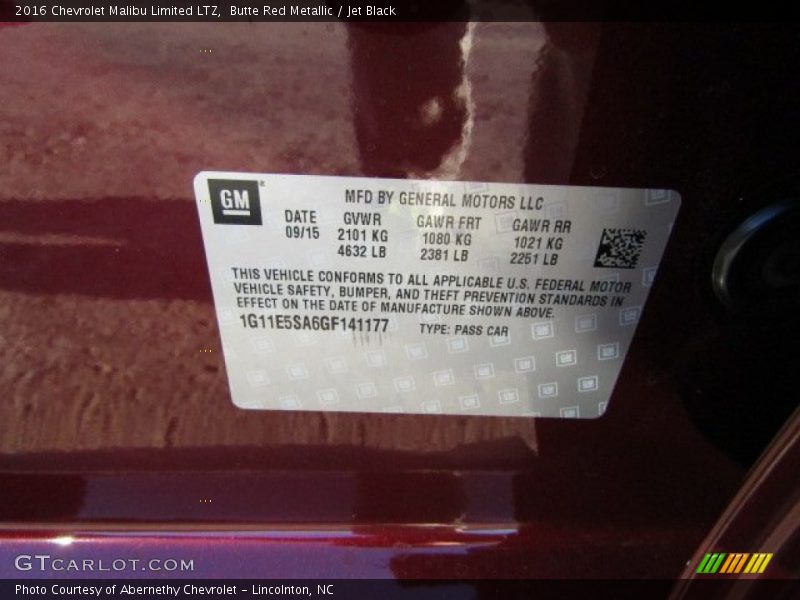 2016 Chevrolet Malibu Limited LTZ, Butte Red Metallic / Jet Black
GM
MFD BY GENERAL MOTORS LLC
DATE GVWR GAWR FRT GAWR RR
09/15 2101 KG 1080 KG 1021 KG
4632 LB 2381 LB 2251 LB
THIS VEHICLE CONFORMS TO ALL APPLICABLE U.S. FEDERAL MOTOR
VEHICLE SAFETY, BUMPER, AND THEFT PREVENTION STANDARDS IN
EFFECT ON THE DATE OF MANUFACTURE SHOWN ABOVE.
1G11E5SA6GF141177 TYPE: PASS CAR
GTCARLOT.COM
Photo Courtesy of Abernethy Chevrolet - Lincolnton, NC